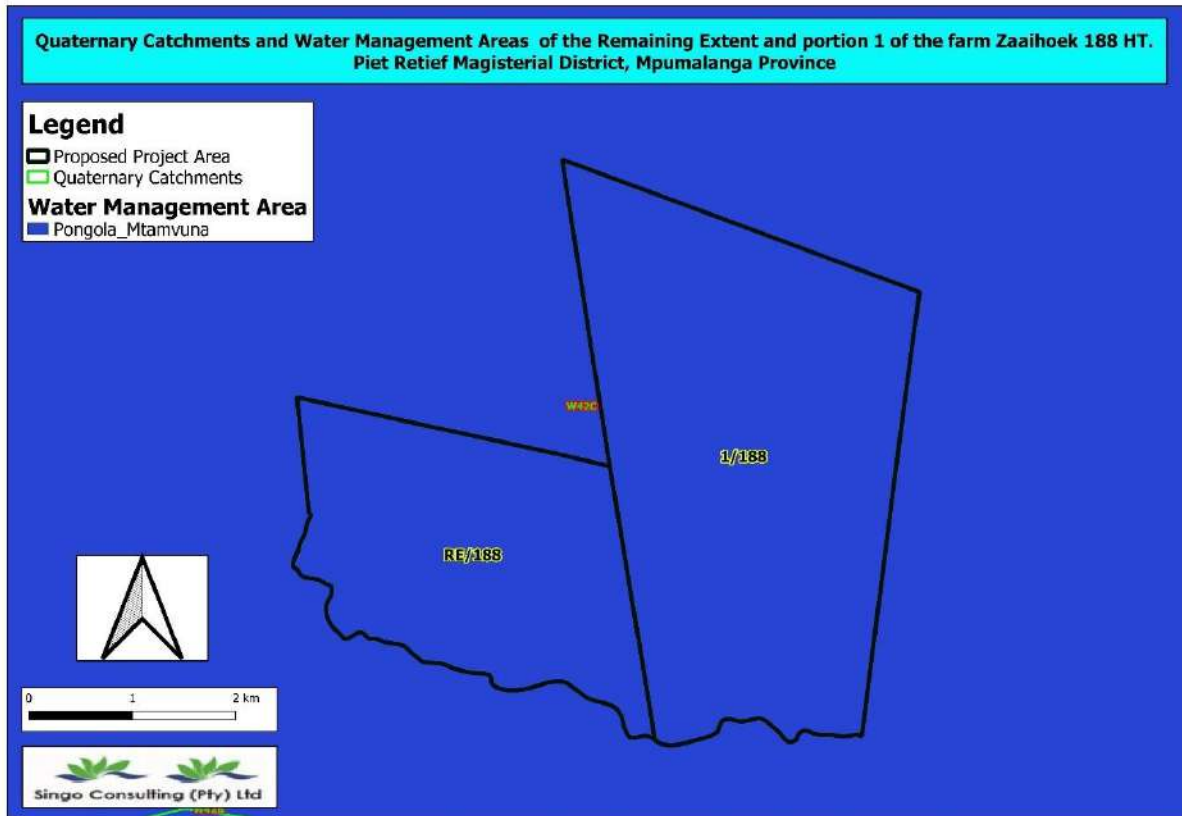 Quaternary Catchments and Water Management Areas of the Remaining Extent and portion 1 of the farm Zaaihoek 188 HT.
Piet Retief Magisterial District, Mpumalanga Province
Legend
Proposed Project Area
Quaternary Catchments
Water Management Area
Pongola_Mtamvuna
W42C
1/188
RE/188
0 1 2 km
Singo Consulting (Pty) Ltd